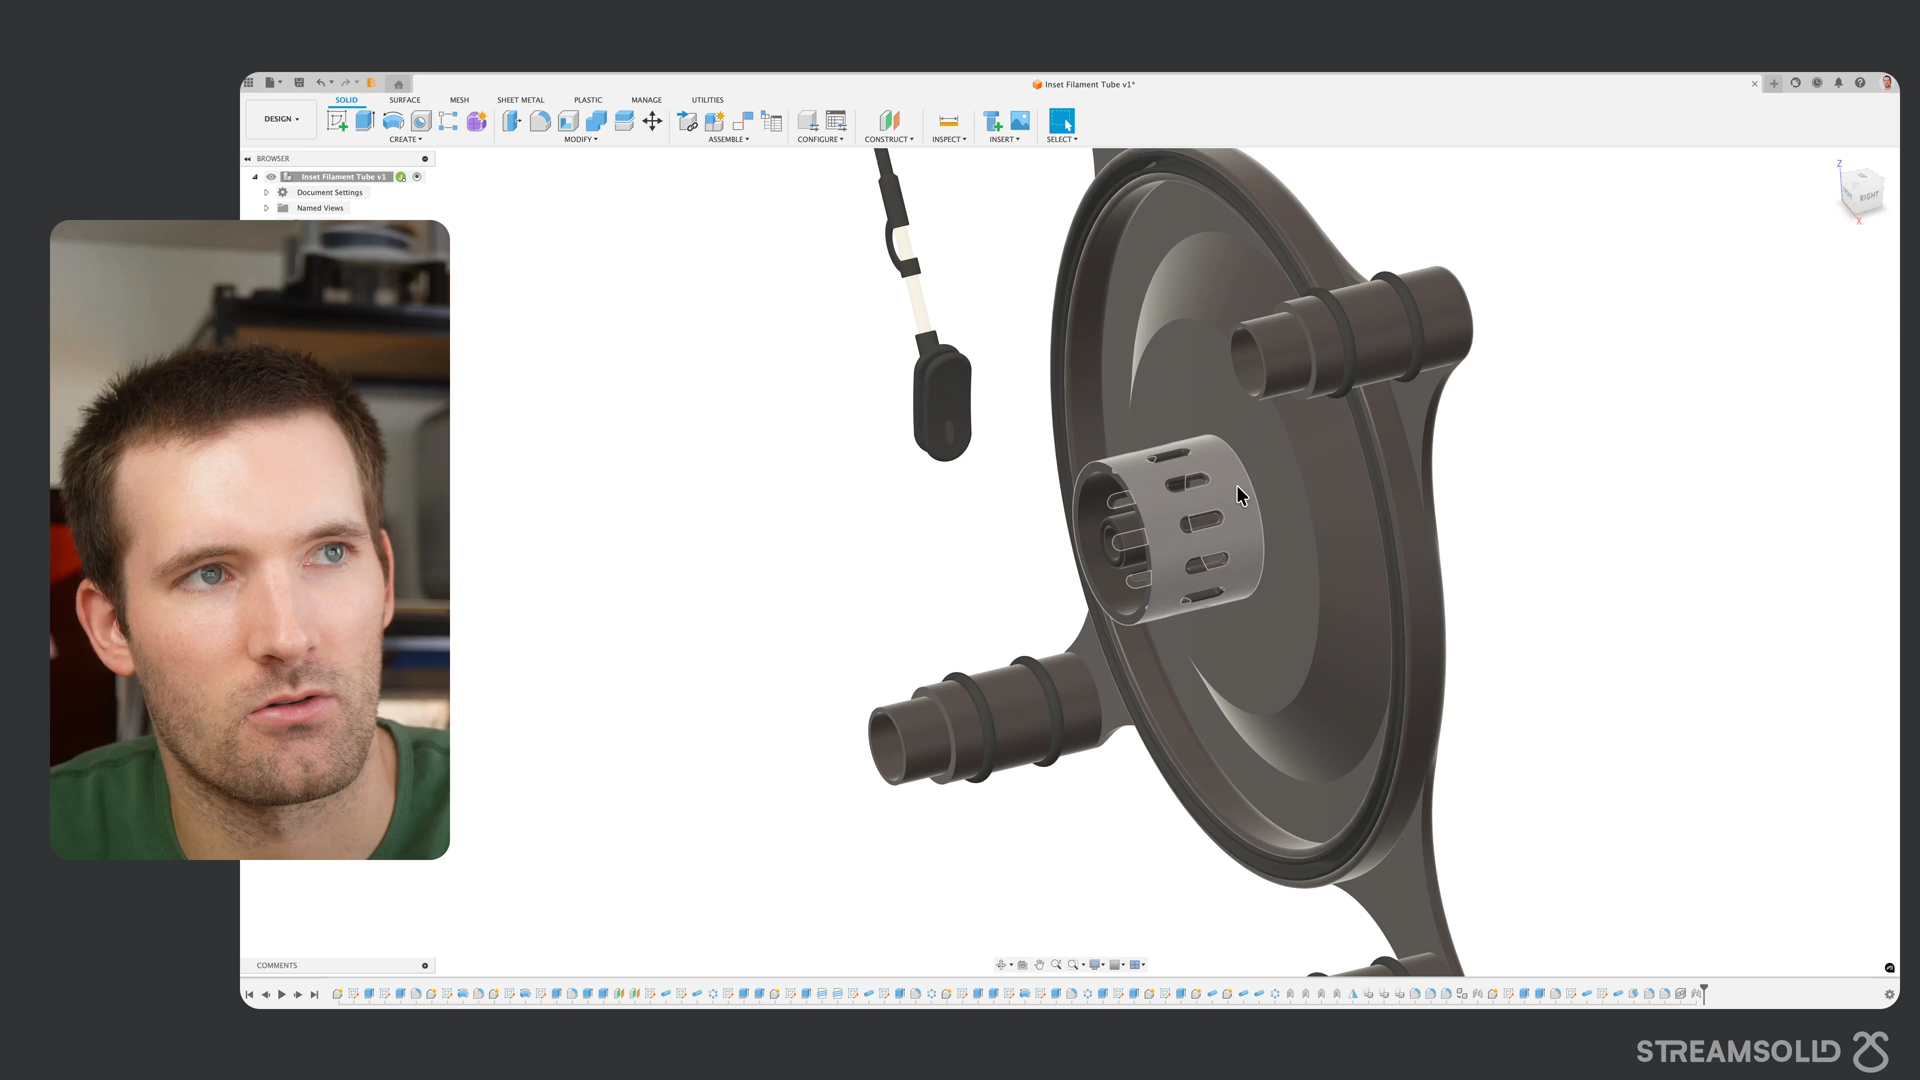 Inset Filament Tube v1*
SOLID
SURFACE
MESH
SHEET METAL
PLASTIC
MANAGE
UTILITIES
DESIGN
CREATE
MODIFY
ASSEMBLE
CONFIGURE
CONSTRUCT
INSPECT
INSERT
SELECT
BROWSER
Inset Filament Tube v1
Document Settings
Named Views
Z
RIGHT
X
COMMENTS
STREAMSOLID